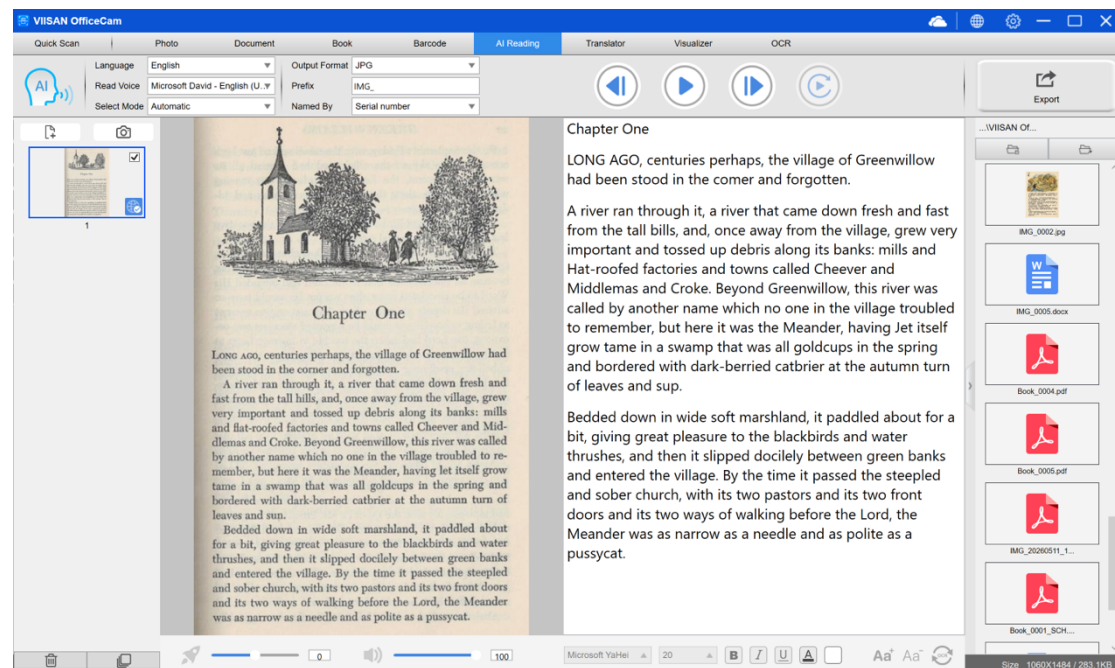 VIISAN OfficeCam
Quick Scan
Photo
Document
Book
Barcode
AI Reading
Translator
Visualizer
OCR
AI
Language English
Read Voice Microsoft David - English (U...
Select Mode Automatic
Output Format JPG
Prefix IMG_
Named By Serial number
Export
1
Chapter One
LONG AGO, centuries perhaps, the village of Greenwillow had
been stood in the corner and forgotten.
A river ran through it, a river that came down fresh and
fast from the tall hills, and, once away from the village, grew
very important and tossed up debris along its banks: mills
and flat-roofed factories and towns called Cheever and Mid-
dlemas and Croke. Beyond Greenwillow, this river was called
by another name which no one in the village troubled to re-
member, but here it was the Meander, having let itself grow
tame in a swamp that was all goldcups in the spring and
bordered with dark-berried catbrier at the autumn turn of
leaves and sun.
Bedded down in wide soft marshland, it paddled about
for a bit, giving great pleasure to the blackbirds and water
thrushes, and then it slipped docilely between green banks
and entered the village. By the time it passed the steepled
and sober church, with its two pastors and its two front doors
and its two ways of walking before the Lord, the Meander
was as narrow as a needle and as polite as a pussycat.
Chapter One
LONG AGO, centuries perhaps, the village of Greenwillow
had been stood in the comer and forgotten.
A river ran through it, a river that came down fresh and fast
from the tall bills, and, once away from the village, grew very
important and tossed up debris along its banks: mills and
Hat-roofed factories and towns called Cheever and
Middlemas and Croke. Beyond Greenwillow, this river was
called by another name which no one in the village troubled
to remember, but here it was the Meander, having Jet itself
grow tame in a swamp that was all goldcups in the spring
and bordered with dark-berried catbrier at the autumn turn
of leaves and sup.
Bedded down in wide soft marshland, it paddled about for a
bit, giving great pleasure to the blackbirds and water
thrushes, and then it slipped docilely between green banks
and entered the village. By the time it passed the steepled
and sober church, with its two pastors and its two front
doors and its two ways of walking before the Lord, the
Meander was as narrow as a needle and as polite as a
pussycat.
...\VIISAN Of...
IMG_0002.jpg
W
IMG_0005.docx
Book_0004.pdf
Book_0005.pdf
IMG_20260511_1...
Book_0001_SCH...
0
100
Microsoft YaHei
20
B I U A
Aa+ Aa-
Size 1060X1484 / 283.1KB